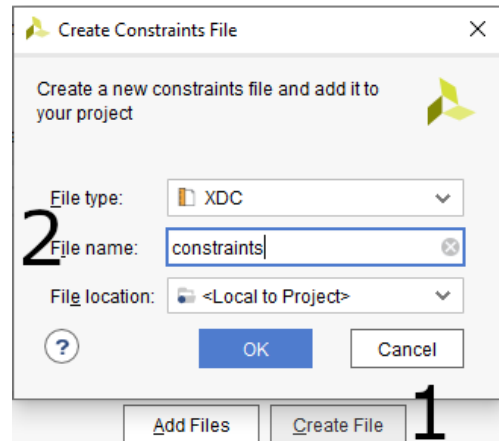 Create Constraints File
Create a new constraints file and add it to
your project
File type: XDC
2
File name: constraints
File location: <Local to Project>
? OK Cancel
Add Files Create File 1